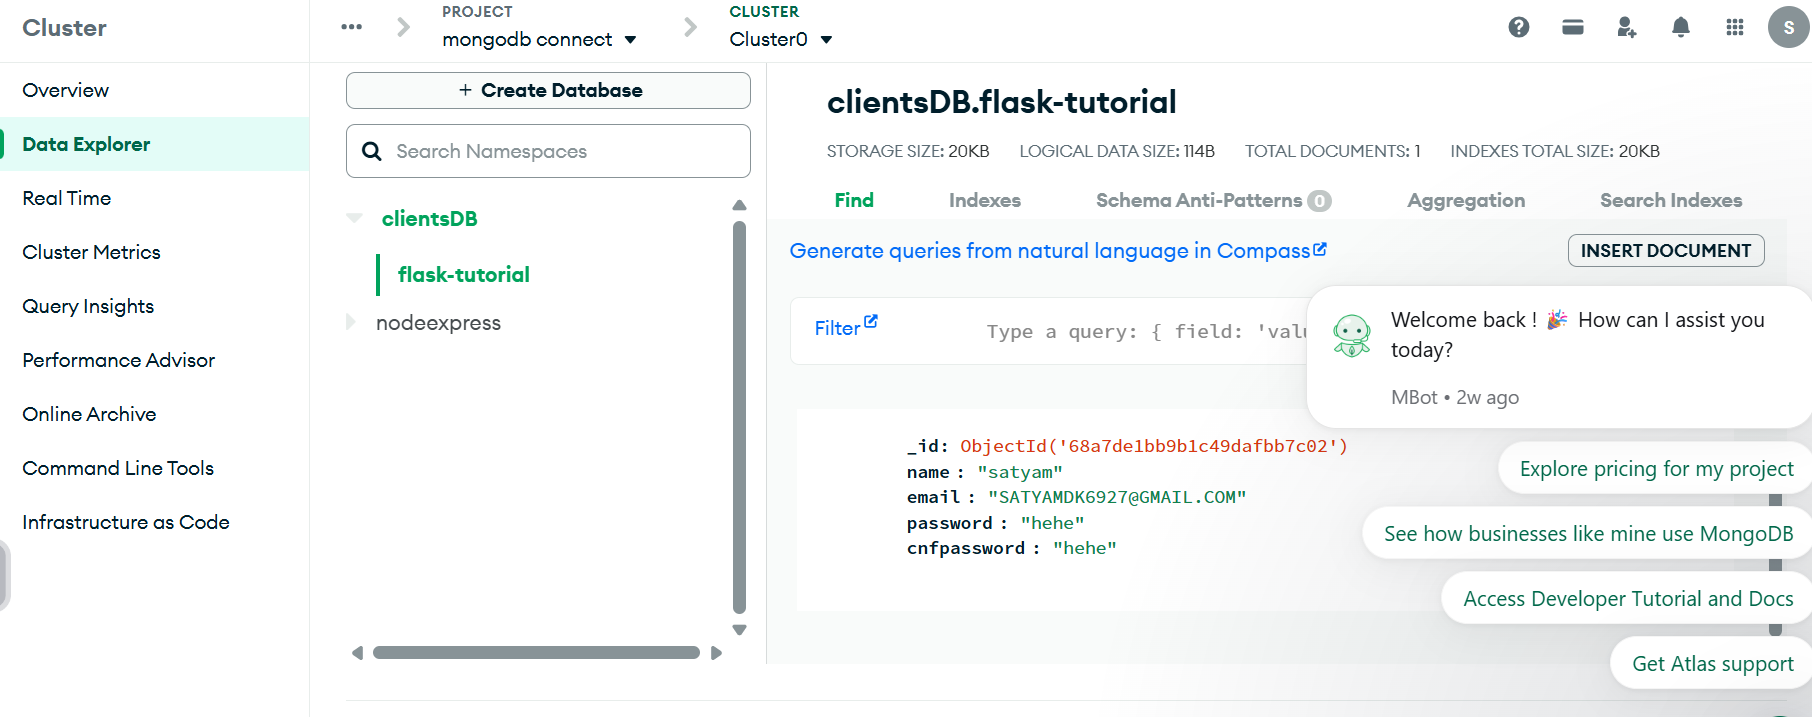 Cluster
PROJECT
mongodb connect
CLUSTER
Cluster0
S
Overview
Data Explorer
Real Time
Cluster Metrics
Query Insights
Performance Advisor
Online Archive
Command Line Tools
Infrastructure as Code
+ Create Database
Search Namespaces
clientsDB
flask-tutorial
nodeexpress
clientsDB.flask-tutorial
STORAGE SIZE: 20KB LOGICAL DATA SIZE: 114B TOTAL DOCUMENTS: 1 INDEXES TOTAL SIZE: 20KB
Find Indexes Schema Anti-Patterns 0 Aggregation Search Indexes
Generate queries from natural language in Compass
INSERT DOCUMENT
Filter
Type a query: { field: 'valu
_id: ObjectId('68a7de1bb9b1c49dafbb7c02')
name : "satyam"
email : "SATYAMDK6927@GMAIL.COM"
password : "hehe"
cnfpassword : "hehe"
Welcome back ! 🎉 How can I assist you
today?
MBot • 2w ago
Explore pricing for my project
See how businesses like mine use MongoDB
Access Developer Tutorial and Docs
Get Atlas support